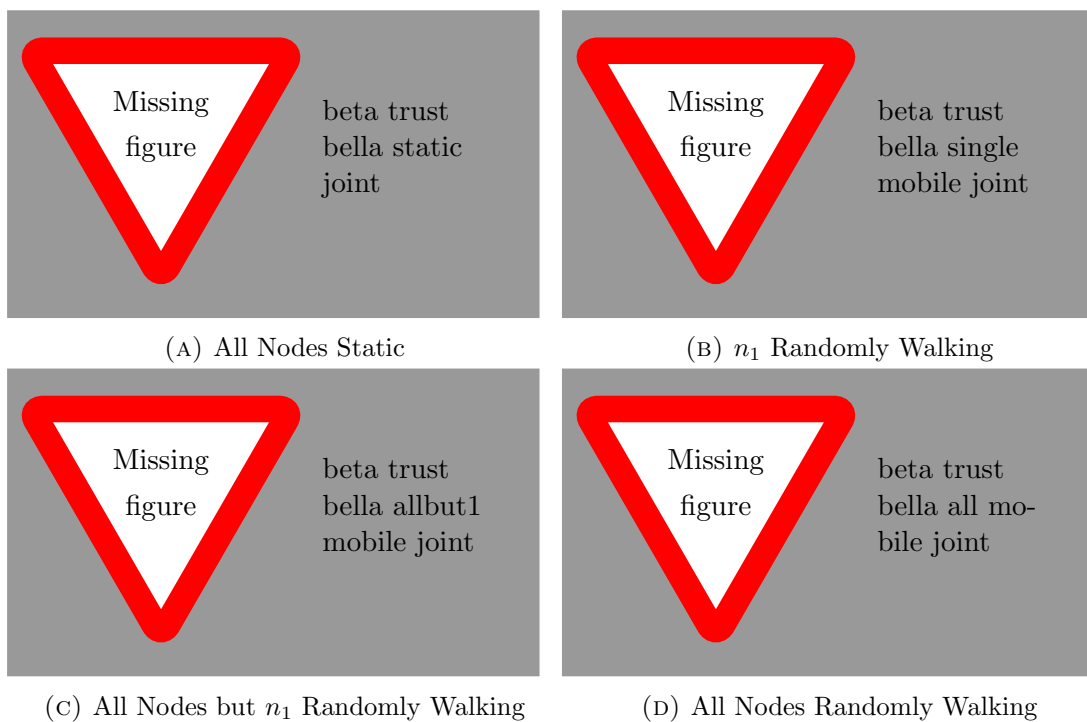 Missing
figure
beta trust
bella static
joint
(A) All Nodes Static
Missing
figure
beta trust
bella single
mobile joint
(B) n₁ Randomly Walking
Missing
figure
beta trust
bella allbut1
mobile joint
(C) All Nodes but n₁ Randomly Walking
Missing
figure
beta trust
bella all mo-
bile joint
(D) All Nodes Randomly Walking